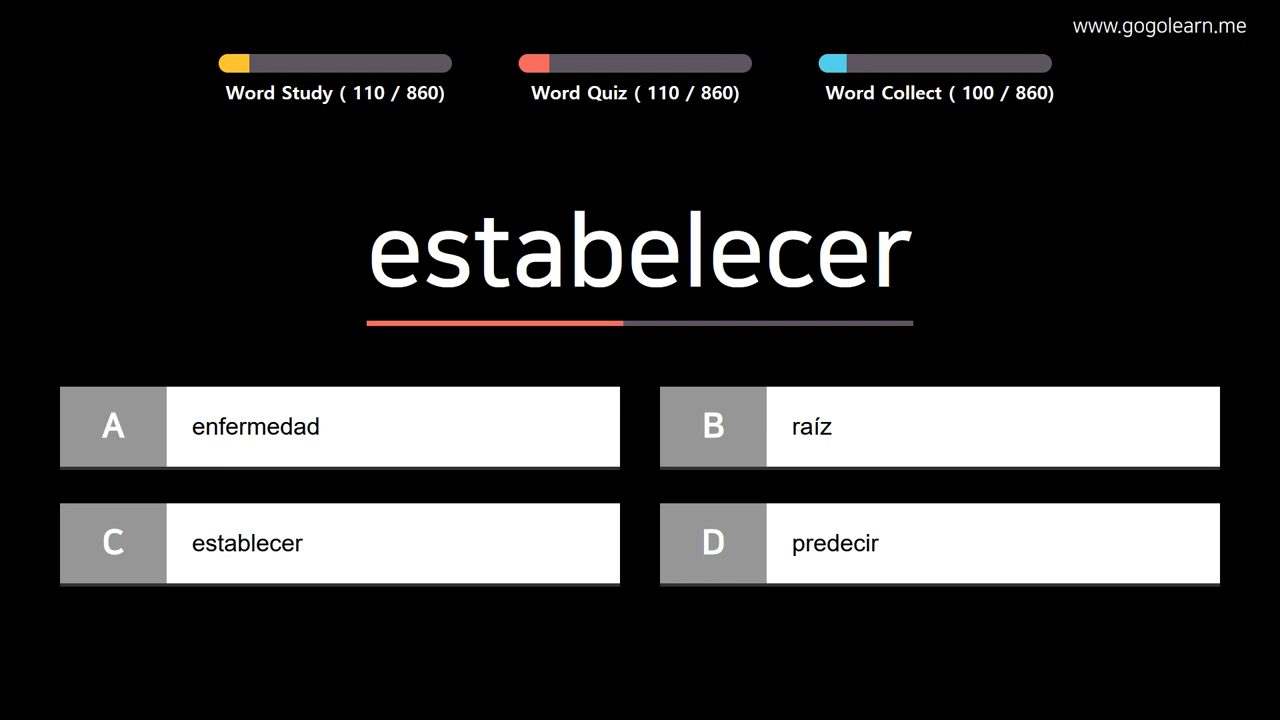 www.gogolearn.me
Word Study ( 110 / 860)
Word Quiz ( 110 / 860)
Word Collect ( 100 / 860)
estabelecer
A enfermedad
B raíz
C establecer
D predecir